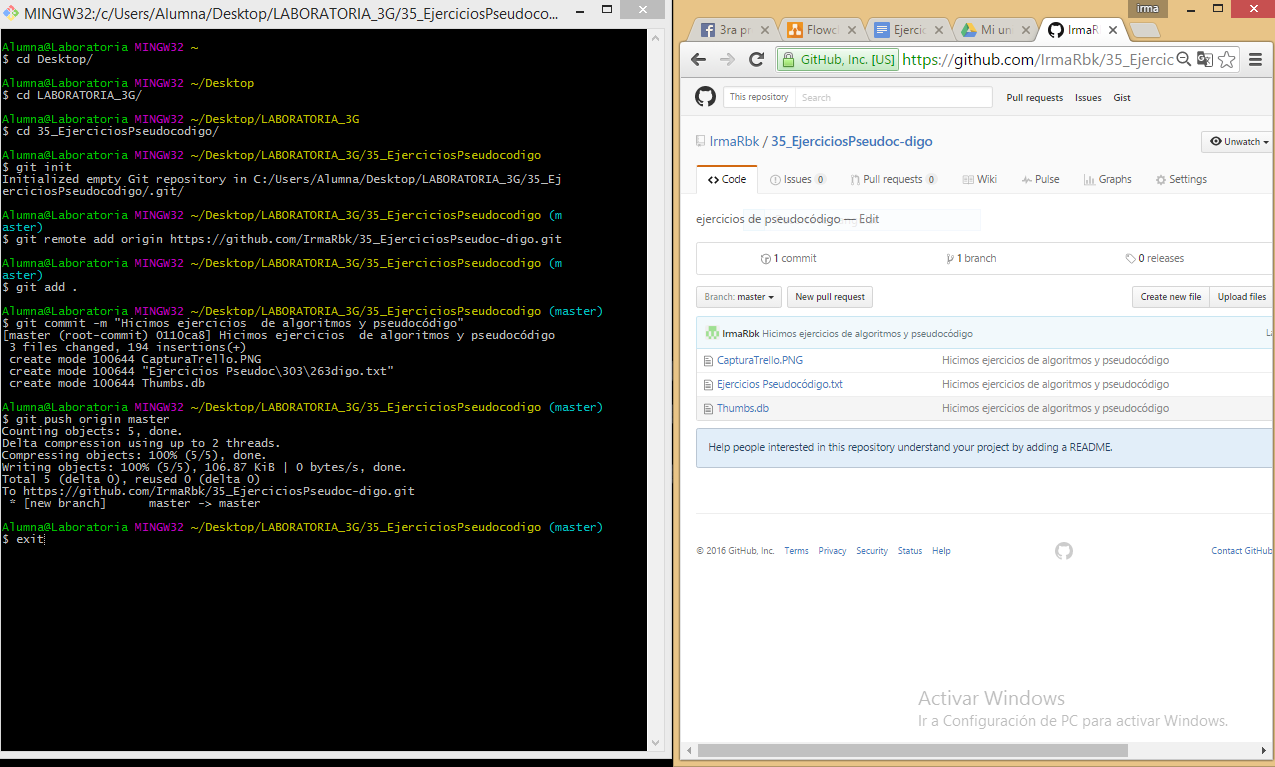 MINGW32:/c/Users/Alumna/Desktop/LABORATORIA_3G/35_EjerciciosPseudoco...
Alumna@Laboratoria MINGW32 ~
$ cd Desktop/
Alumna@Laboratoria MINGW32 ~/Desktop
$ cd LABORATORIA_3G/
Alumna@Laboratoria MINGW32 ~/Desktop/LABORATORIA_3G
$ cd 35_EjerciciosPseudocodigo/
Alumna@Laboratoria MINGW32 ~/Desktop/LABORATORIA_3G/35_EjerciciosPseudocodigo
$ git init
Initialized empty Git repository in C:/Users/Alumna/Desktop/LABORATORIA_3G/35_Ej
erciciosPseudocodigo/.git/
Alumna@Laboratoria MINGW32 ~/Desktop/LABORATORIA_3G/35_EjerciciosPseudocodigo (m
aster)
$ git remote add origin https://github.com/IrmaRbk/35_EjerciciosPseudoc-digo.git
Alumna@Laboratoria MINGW32 ~/Desktop/LABORATORIA_3G/35_EjerciciosPseudocodigo (m
aster)
$ git add .
Alumna@Laboratoria MINGW32 ~/Desktop/LABORATORIA_3G/35_EjerciciosPseudocodigo (master)
$ git commit -m "Hicimos ejercicios  de algoritmos y pseudocódigo"
[master (root-commit) 0110ca8] Hicimos ejercicios  de algoritmos y pseudocódigo
 3 files changed, 194 insertions(+)
 create mode 100644 CapturaTrello.PNG
 create mode 100644 "Ejercicios Pseudoc\303\263digo.txt"
 create mode 100644 Thumbs.db
Alumna@Laboratoria MINGW32 ~/Desktop/LABORATORIA_3G/35_EjerciciosPseudocodigo (master)
$ git push origin master
Counting objects: 5, done.
Delta compression using up to 2 threads.
Compressing objects: 100% (5/5), done.
Writing objects: 100% (5/5), 106.87 KiB | 0 bytes/s, done.
Total 5 (delta 0), reused 0 (delta 0)
To https://github.com/IrmaRbk/35_EjerciciosPseudoc-digo.git
 * [new branch]      master -> master
Alumna@Laboratoria MINGW32 ~/Desktop/LABORATORIA_3G/35_EjerciciosPseudocodigo (master)
$ exit
irma
3ra pr Flowch Ejercic Mi uni IrmaR
GitHub, Inc. [US] https://github.com/IrmaRbk/35_Ejercic
This repository Search Pull requests Issues Gist
IrmaRbk / 35_EjerciciosPseudoc-digo Unwatch
Code Issues 0 Pull requests 0 Wiki Pulse Graphs Settings
ejercicios de pseudocódigo — Edit
1 commit 1 branch 0 releases
Branch: master New pull request Create new file Upload files
IrmaRbk Hicimos ejercicios de algoritmos y pseudocódigo
CapturaTrello.PNG Hicimos ejercicios de algoritmos y pseudocódigo
Ejercicios Pseudocódigo.txt Hicimos ejercicios de algoritmos y pseudocódigo
Thumbs.db Hicimos ejercicios de algoritmos y pseudocódigo
Help people interested in this repository understand your project by adding a README.
© 2016 GitHub, Inc. Terms Privacy Security Status Help Contact GitHub
Activar Windows
Ir a Configuración de PC para activar Windows.